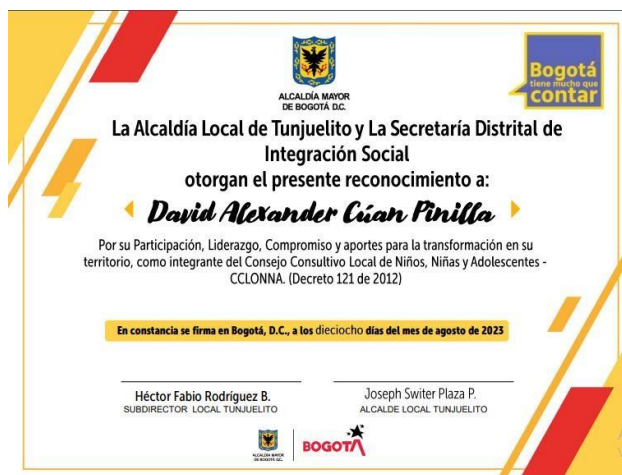 ALCALDÍA MAYOR
DE BOGOTÁ D.C.
Bogotá
tiene mucho que
contar
La Alcaldía Local de Tunjuelito y La Secretaría Distrital de
Integración Social
otorgan el presente reconocimiento a:
David Alexander Cúan Pinilla
Por su Participación, Liderazgo, Compromiso y aportes para la transformación en su
territorio, como integrante del Consejo Consultivo Local de Niños, Niñas y Adolescentes -
CCLONNA. (Decreto 121 de 2012)
En constancia se firma en Bogotá, D.C., a los dieciocho días del mes de agosto de 2023
Héctor Fabio Rodríguez B.
SUBDIRECTOR LOCAL TUNJUELITO
Joseph Switer Plaza P.
ALCALDE LOCAL TUNJUELITO
ALCALDÍA MAYOR
DE BOGOTÁ D.C.
BOGOTÁ